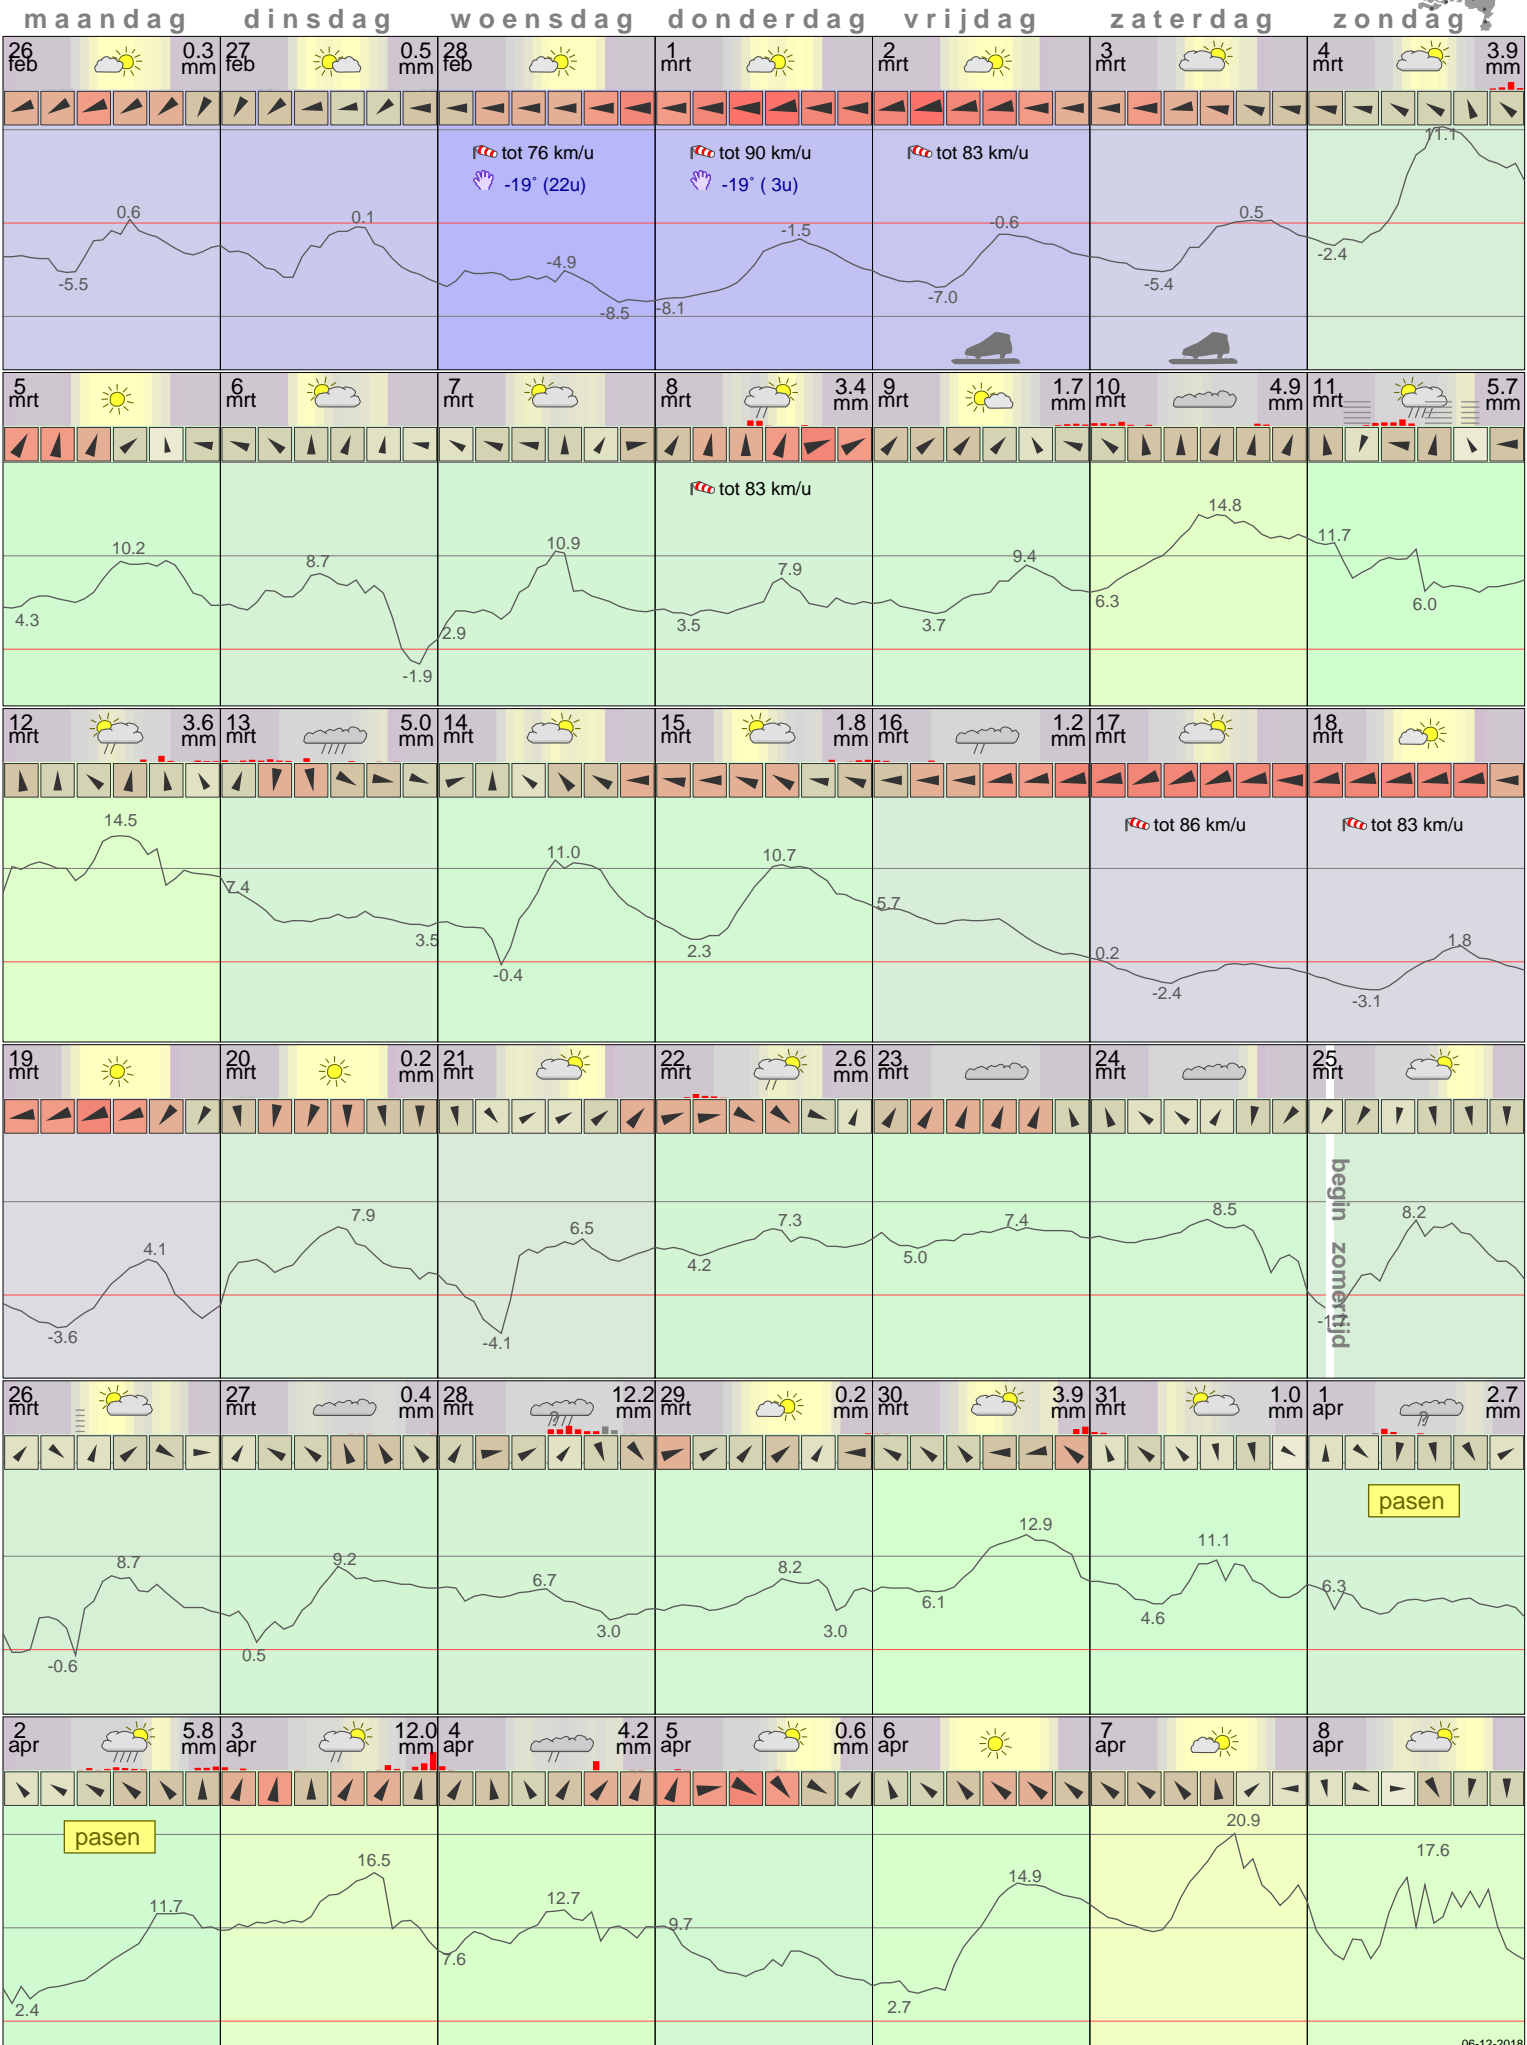 maandag dinsdag woensdag donderdag vrijdag zaterdag zondag
26 feb 0.3 mm 27 feb 0.5 mm 28 feb 1 mrt 2 mrt 3 mrt 4 mrt 3.9 mm
11.1
tot 76 km/u tot 90 km/u tot 83 km/u
-19° (22u) -19° ( 3u)
0.6 0.1 -1.5 -0.6 0.5
-5.5 -4.9 -8.5 -8.1 -7.0 -5.4 -2.4
5 mrt 6 mrt 7 mrt 8 mrt 3.4 mm 9 mrt 1.7 mm 10 mrt 4.9 mm 11 mrt 5.7 mm
tot 83 km/u
10.2 8.7 10.9 7.9 9.4 14.8 11.7
4.3 -1.9 2.9 3.5 3.7 6.3 6.0
12 mrt 3.6 mm 13 mrt 5.0 mm 14 mrt 15 mrt 1.8 mm 16 mrt 1.2 mm 17 mrt 18 mrt
tot 86 km/u tot 83 km/u
14.5 7.4 11.0 10.7 5.7 0.2 1.8
3.5 -0.4 2.3 -2.4 -3.1
19 mrt 20 mrt 0.2 mm 21 mrt 22 mrt 2.6 mm 23 mrt 24 mrt 25 mrt
begin zomertijd
4.1 7.9 6.5 7.3 7.4 8.5 8.2
-3.6 -4.1 4.2 5.0
26 mrt 27 mrt 0.4 mm 28 mrt 12.2 mm 29 mrt 0.2 mm 30 mrt 3.9 mm 31 mrt 1.0 mm 1 apr 2.7 mm
?
?
pasen
8.7 9.2 6.7 8.2 12.9 11.1 6.3
-0.6 0.5 3.0 3.0 6.1 4.6
2 apr 5.8 mm 3 apr 12.0 mm 4 apr 4.2 mm 5 apr 0.6 mm 6 apr 7 apr 8 apr
pasen
11.7 16.5 12.7 9.7 14.9 20.9 17.6
2.4 7.6 2.7
06-12-2018